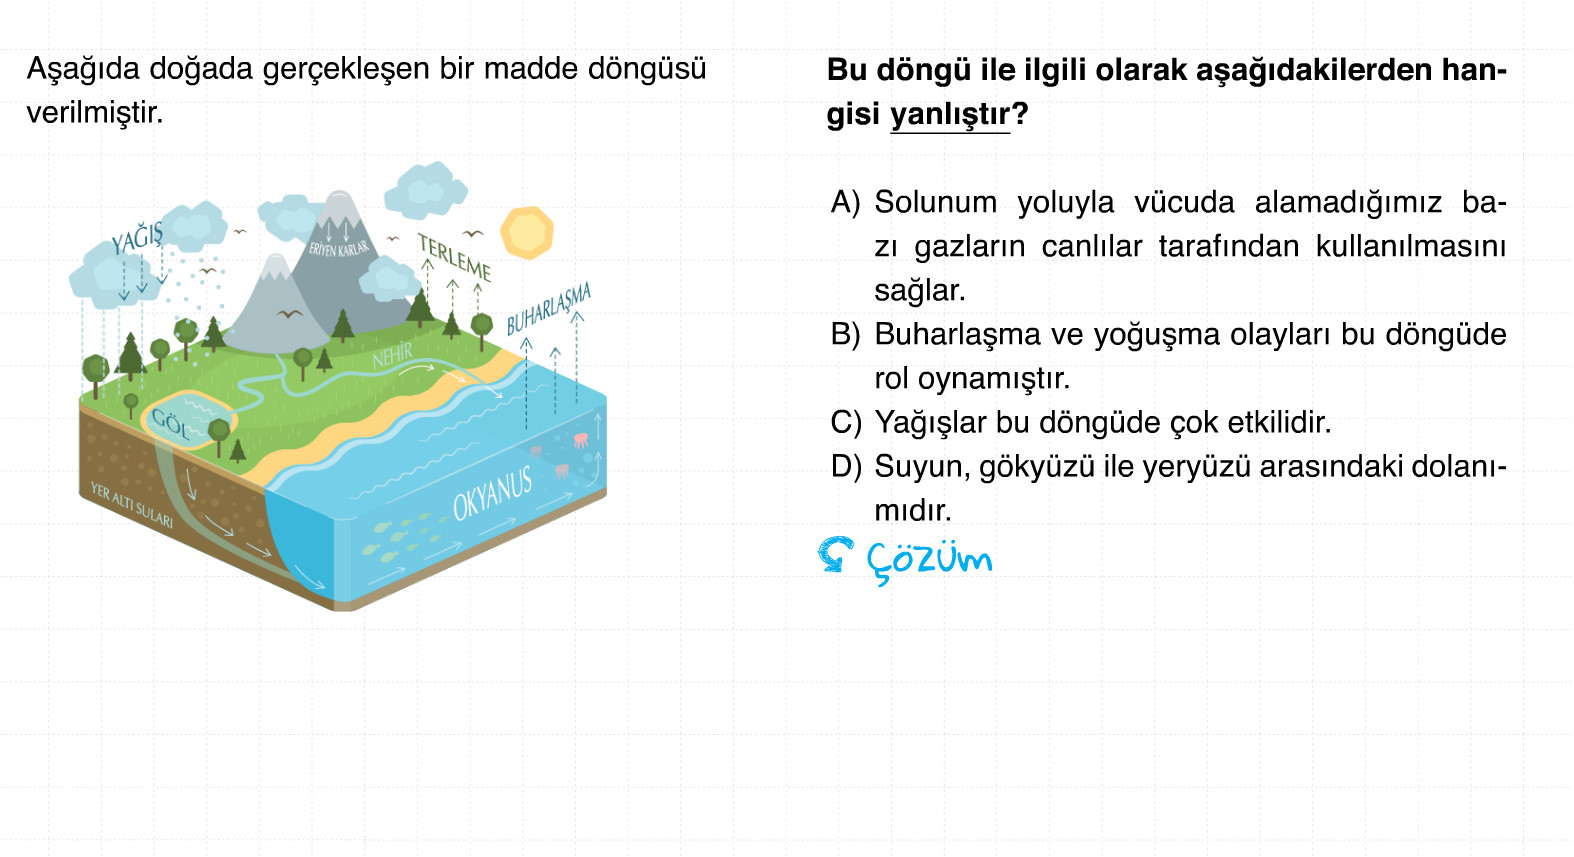 Aşağıda doğada gerçekleşen bir madde döngüsü
verilmiştir.
YAĞIŞ
ERİYEN KARLAR
TERLEME
BUHARLAŞMA
NEHİR
GÖL
YER ALTI SULARI
OKYANUS
Bu döngü ile ilgili olarak aşağıdakilerden han-
gisi yanlıştır?
A) Solunum yoluyla vücuda alamadığımız ba-
zı gazların canlılar tarafından kullanılmasını
sağlar.
B) Buharlaşma ve yoğuşma olayları bu döngüde
rol oynamıştır.
C) Yağışlar bu döngüde çok etkilidir.
D) Suyun, gökyüzü ile yeryüzü arasındaki dolanı-
mıdır.
Çözüm